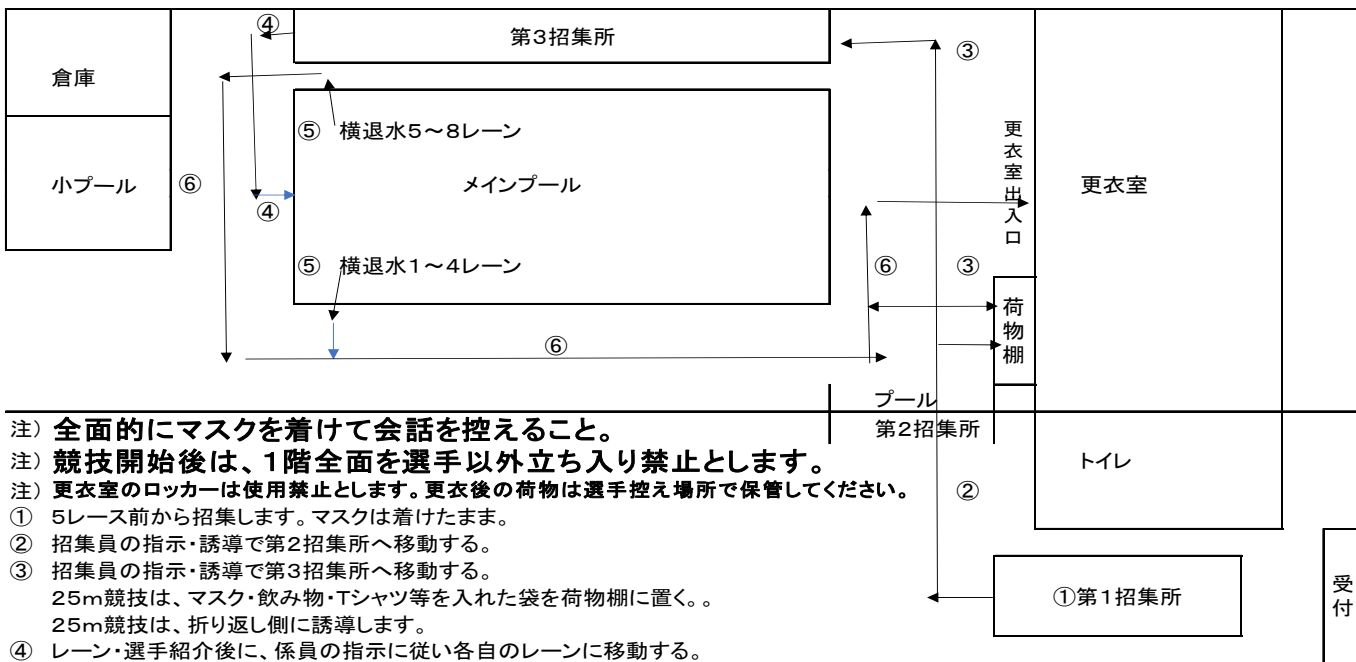 ④
第3招集所
③
倉庫
⑤ 横退水5～8レーン
更衣室出入口
小プール
⑥
メインプール
更衣室
④
⑤ 横退水1～4レーン
⑥
③
荷物棚
⑥
プール
第2招集所
注）全面的にマスクを着けて会話を控えること。
注）競技開始後は、1階全面を選手以外立ち入り禁止とします。
トイレ
注）更衣室のロッカーは使用禁止とします。更衣後の荷物は選手控え場所で保管してください。
②
① 5レース前から招集します。マスクは着けたまま。
② 招集員の指示・誘導で第2招集所へ移動する。
③ 招集員の指示・誘導で第3招集所へ移動する。
25m競技は、マスク・飲み物・Tシャツ等を入れた袋を荷物棚に置く。。
25m競技は、折り返し側に誘導します。
④ レーン・選手紹介後に、係員の指示に従い各自のレーンに移動する。
①第1招集所
受付